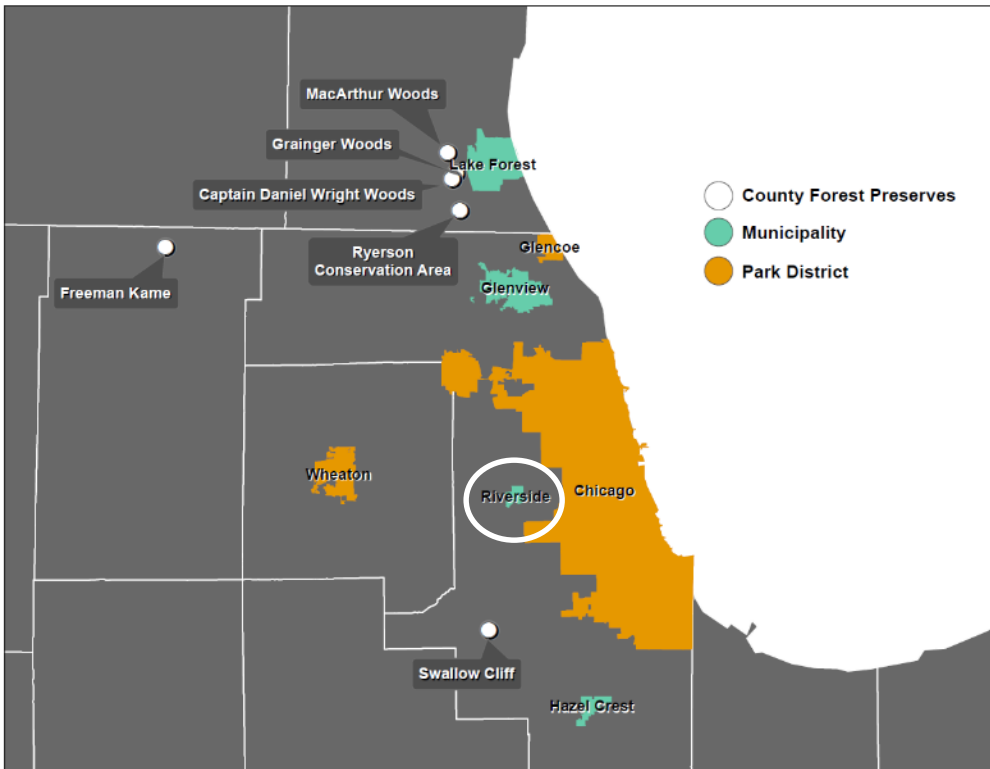 MacArthur Woods
Grainger Woods
Lake Forest
Captain Daniel Wright Woods
County Forest Preserves
Municipality
Park District
Ryerson
Conservation Area
Glencoe
Freeman Kame
Glenview
Wheaton
Riverside
Chicago
Swallow Cliff
Hazel Crest